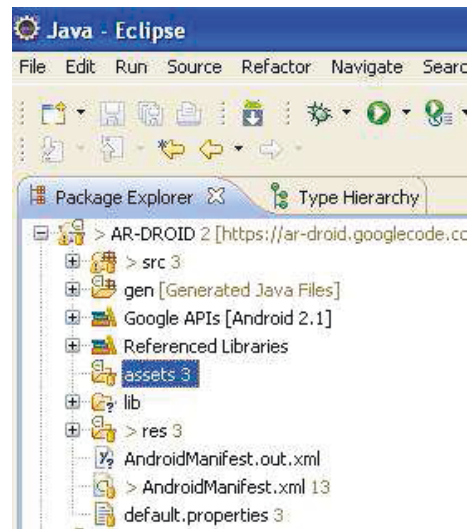 Java - Eclipse
File Edit Run Source Refactor Navigate
Package Explorer Type Hierarchy
> AR-DROID 2 [https://ar-droid.googlecode.co
> src 3
gen [Generated Java Files]
Google APIs [Android 2.1]
Referenced Libraries
assets 3
lib
> res 3
AndroidManifest.out.xml
> AndroidManifest.xml 13
default.properties 3